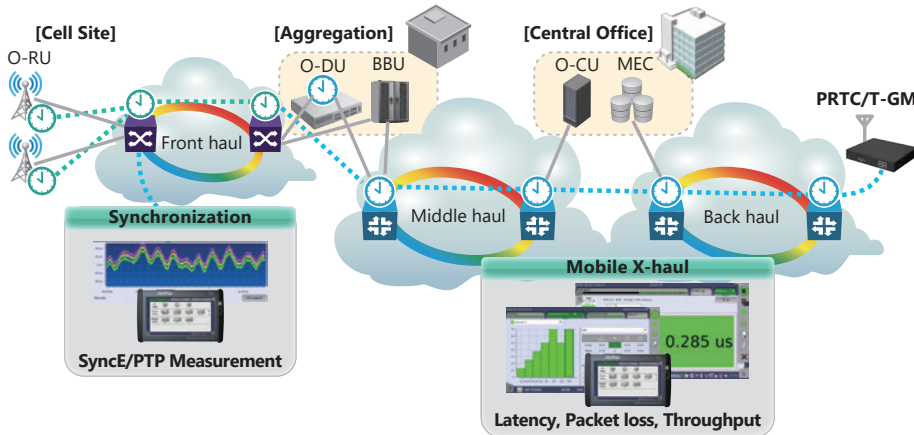 [Cell Site]
[Aggregation]
[Central Office]
O-RU
O-DU
BBU
O-CU
MEC
PRTC/T-GM
Front haul
Middle haul
Back haul
Synchronization
SyncE/PTP Measurement
Mobile X-haul
0.285 us
Latency, Packet loss, Throughput